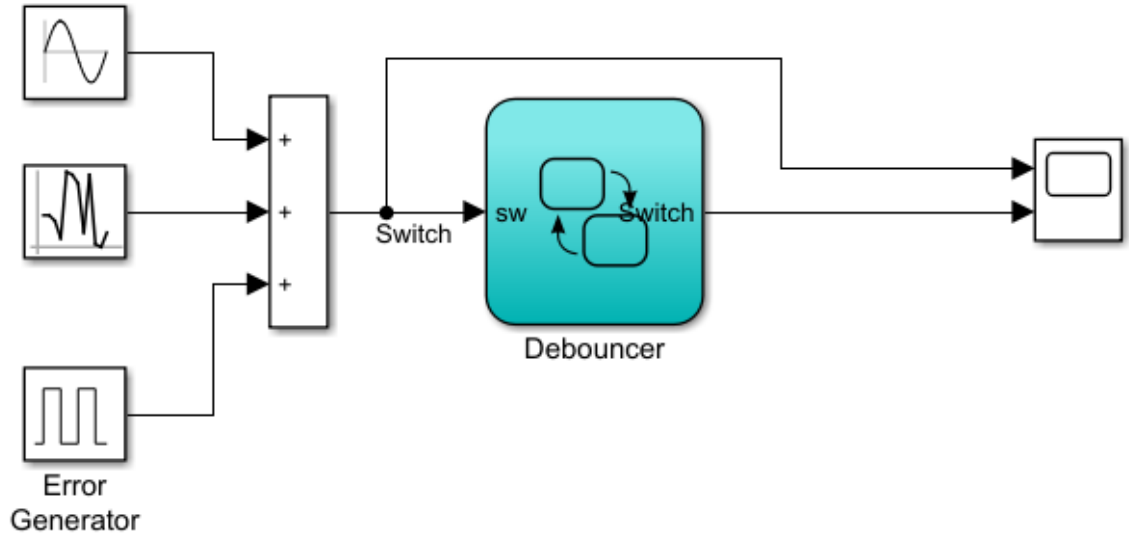 +
+
+
Switch
sw
Switch
Debouncer
Error
Generator